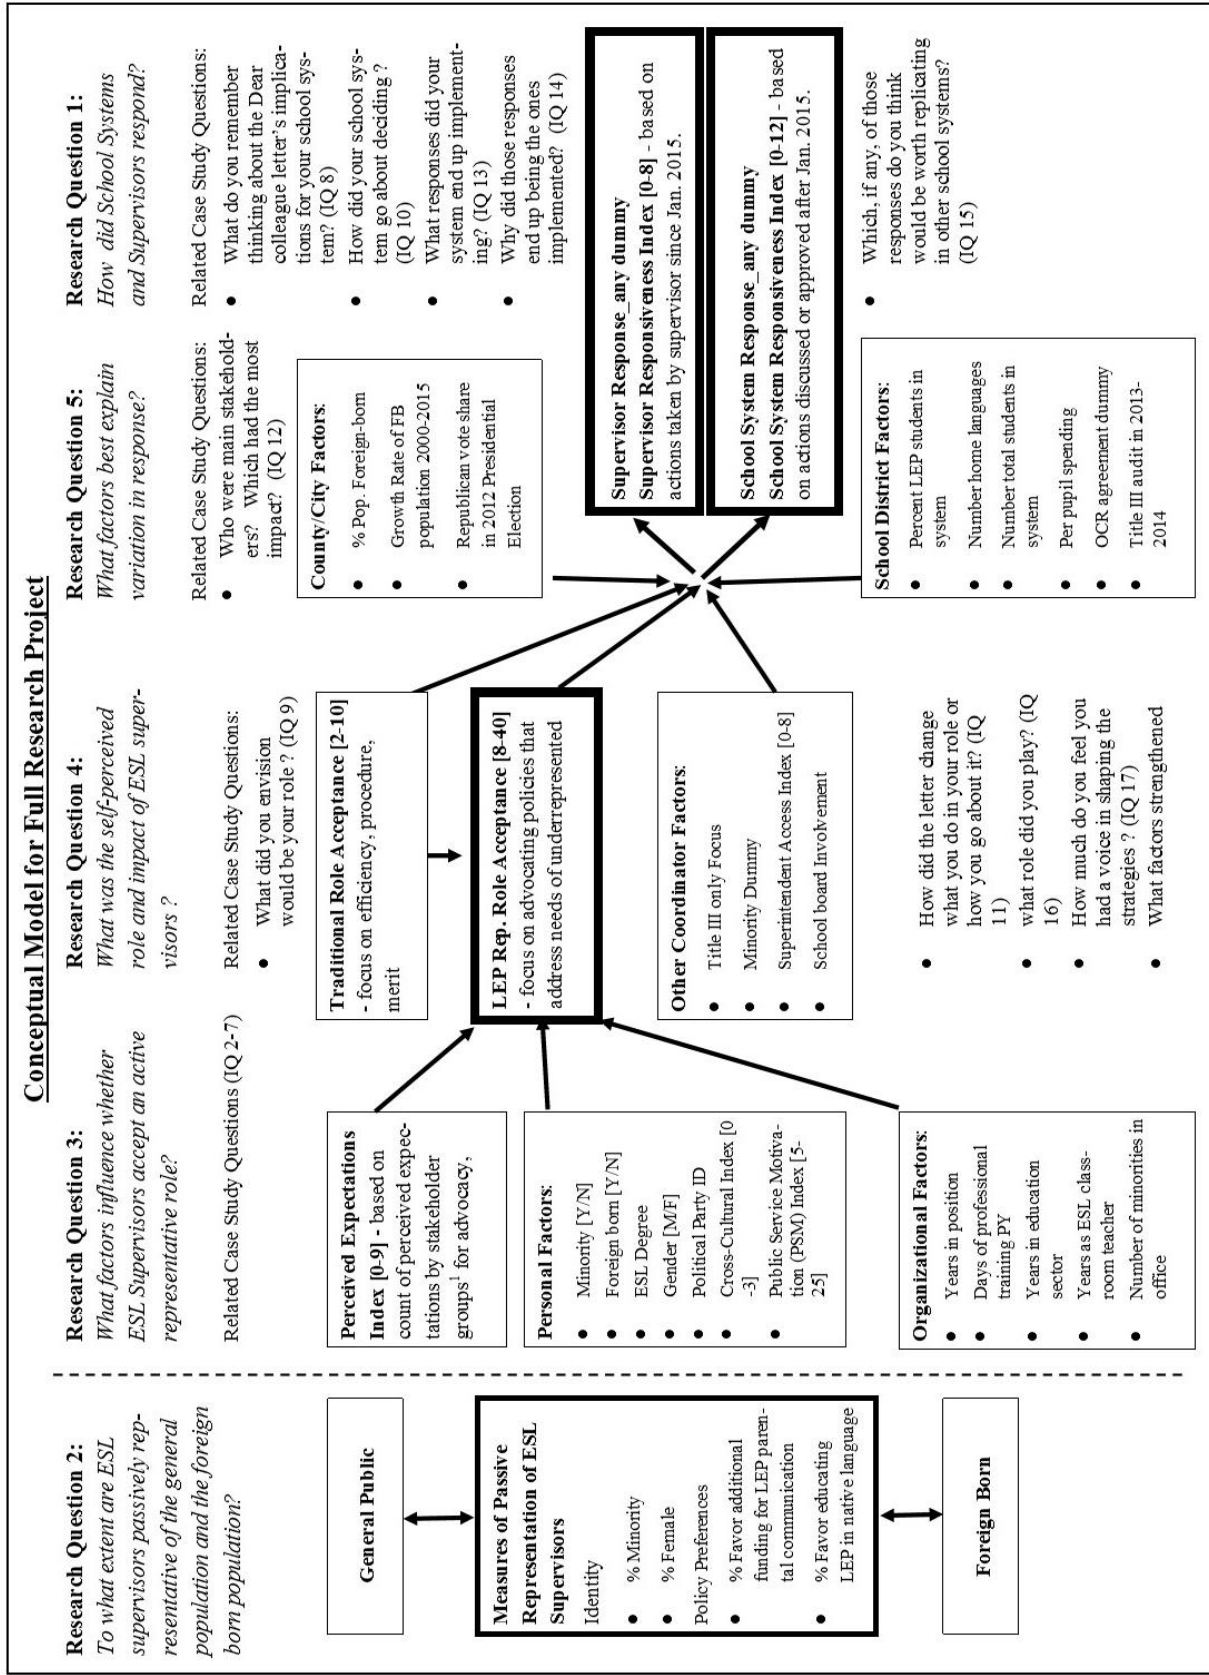 Conceptual Model for Full Research Project
Research Question 2:
To what extent are ESL
supervisors passively rep-
resentative of the general
population and the foreign
born population?
General Public
Measures of Passive
Representation of ESL
Supervisors
Identity
● % Minority
● % Female
Policy Preferences
● % Favor additional
funding for LEP paren-
tal communication
● % Favor educating
LEP in native language
Foreign Born
Research Question 3:
What factors influence whether
ESL Supervisors accept an active
representative role?
Related Case Study Questions (IQ 2-7)
Perceived Expectations
Index [0-9] - based on
count of perceived expec-
tations by stakeholder
groups¹ for advocacy,
Personal Factors:
● Minority [Y/N]
● Foreign born [Y/N]
● ESL Degree
● Gender [M/F]
● Political Party ID
● Cross-Cultural Index [0
-3]
● Public Service Motiva-
tion (PSM) Index [5-
25]
Organizational Factors:
● Years in position
● Days of professional
training PY
● Years in education
sector
● Years as ESL class-
room teacher
● Number of minorities in
office
Research Question 4:
What was the self-perceived
role and impact of ESL super-
visors ?
Related Case Study Questions:
● What did you envision
would be your role ? (IQ 9)
Traditional Role Acceptance [2-10]
- focus on efficiency, procedure,
merit
LEP Rep. Role Acceptance [8-40]
- focus on advocating policies that
address needs of underrepresented
Other Coordinator Factors:
● Title III only Focus
● Minority Dummy
● Superintendent Access Index [0-8]
● School board Involvement
● How did the letter change
what you do in your role or
how you go about it? (IQ
11)
● what role did you play? (IQ
16)
● How much do you feel you
had a voice in shaping the
strategies ? (IQ 17)
● What factors strengthened
Research Question 5:
What factors best explain
variation in response?
Related Case Study Questions:
● Who were main stakehold-
ers? Which had the most
impact? (IQ 12)
County/City Factors:
● % Pop. Foreign-born
● Growth Rate of FB
population 2000-2015
● Republican vote share
in 2012 Presidential
Election
School District Factors:
● Percent LEP students in
system
● Number home languages
● Number total students in
system
● Per pupil spending
● OCR agreement dummy
● Title III audit in 2013-
2014
Research Question 1:
How did School Systems
and Supervisors respond?
Related Case Study Questions:
● What do you remember
thinking about the Dear
colleague letter's implica-
tions for your school sys-
tem? (IQ 8)
● How did your school sys-
tem go about deciding ?
(IQ 10)
● What responses did your
system end up implement-
ing? (IQ 13)
● Why did those responses
end up being the ones
implemented? (IQ 14)
Supervisor Response_any dummy
Supervisor Responsiveness Index [0-8] - based on
actions taken by supervisor since Jan. 2015.
School System Response_any dummy
School System Responsiveness Index [0-12] - based
on actions discussed or approved after Jan. 2015.
● Which, if any, of those
responses do you think
would be worth replicating
in other school systems?
(IQ 15)